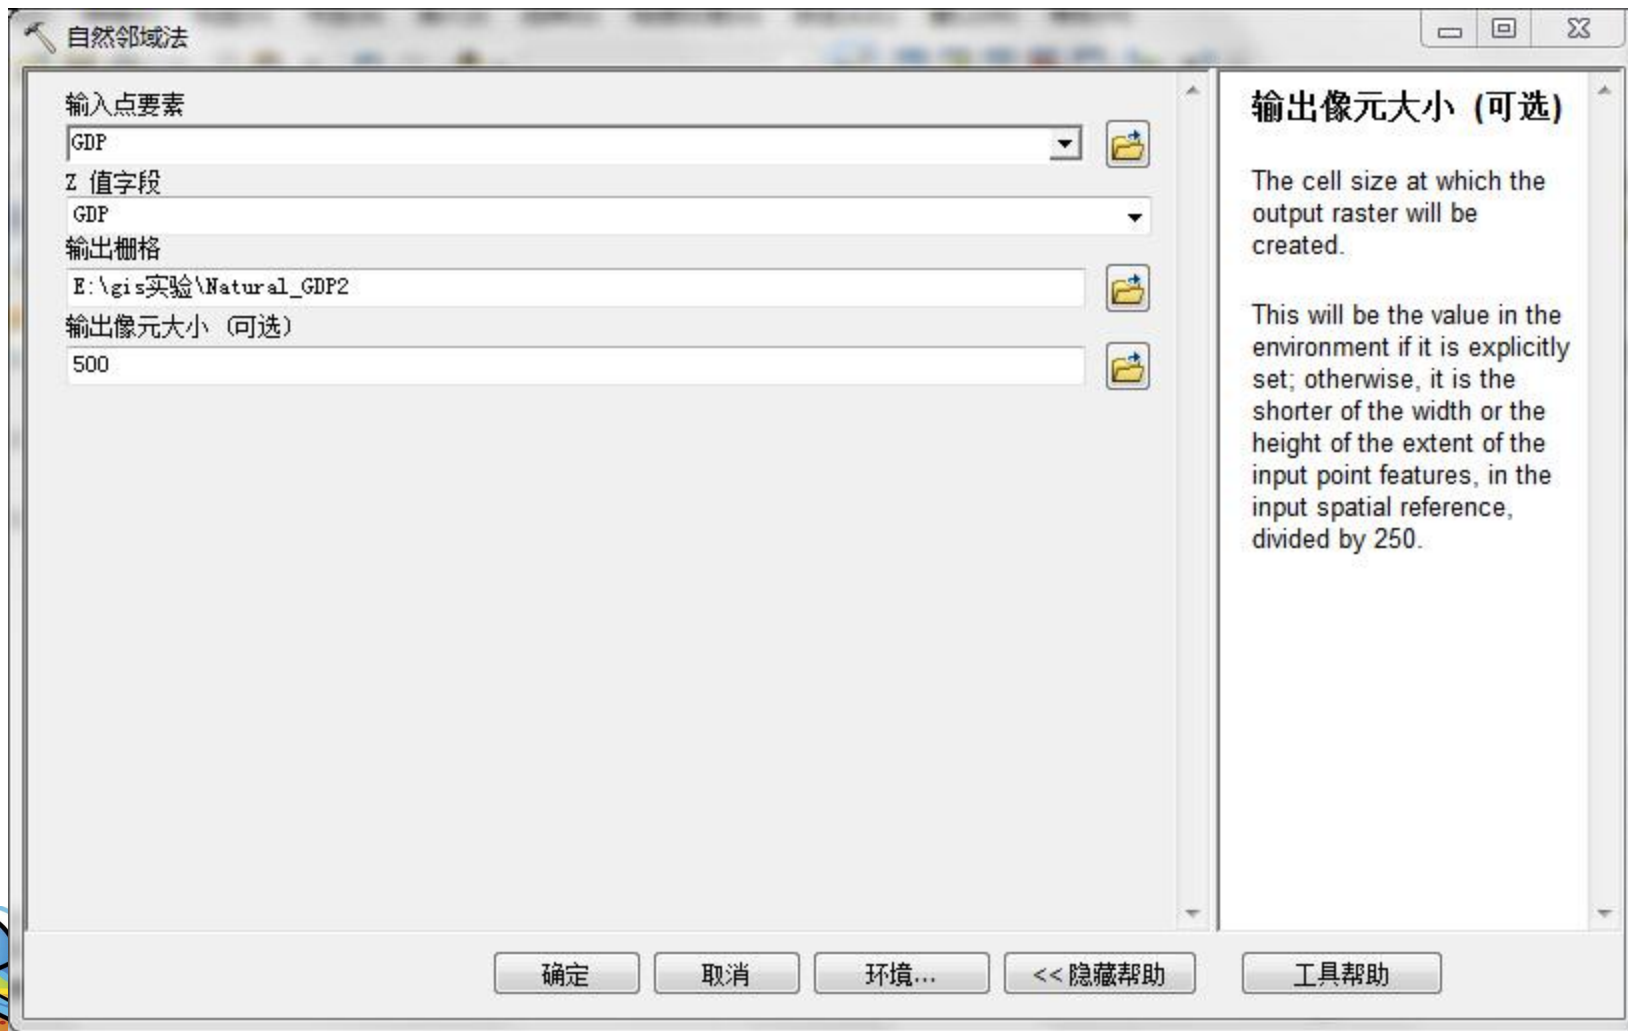 自然邻域法
输入点要素
GDP
Z 值字段
GDP
输出栅格
E:\gis实验\Natural_GDP2
输出像元大小 (可选)
500
输出像元大小 (可选)
The cell size at which the
output raster will be
created.
This will be the value in the
environment if it is explicitly
set; otherwise, it is the
shorter of the width or the
height of the extent of the
input point features, in the
input spatial reference,
divided by 250.
确定
取消
环境...
<< 隐藏帮助
工具帮助